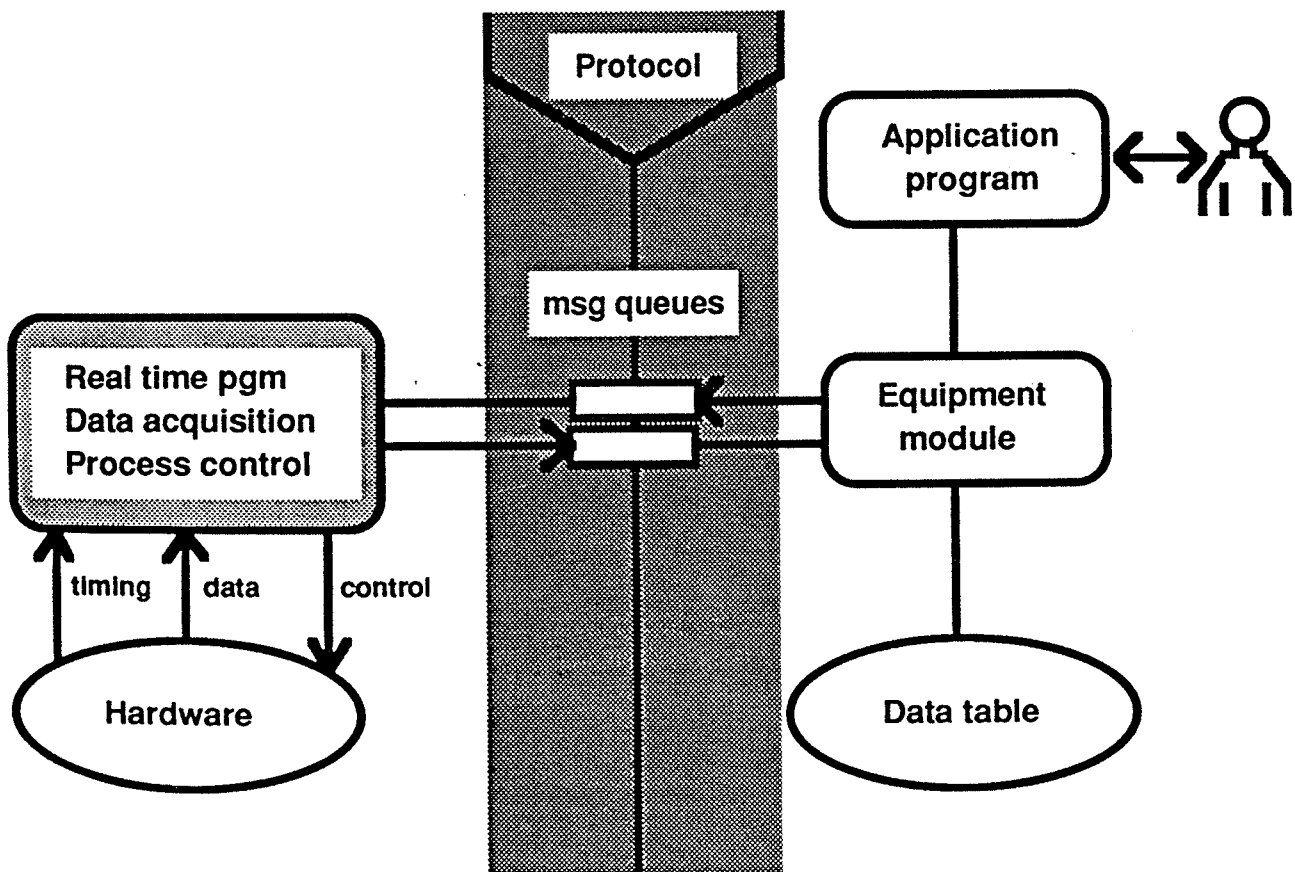 Protocol
Application
program
msg queues
Real time pgm
Data acquisition
Process control
Equipment
module
timing
data
control
Hardware
Data table